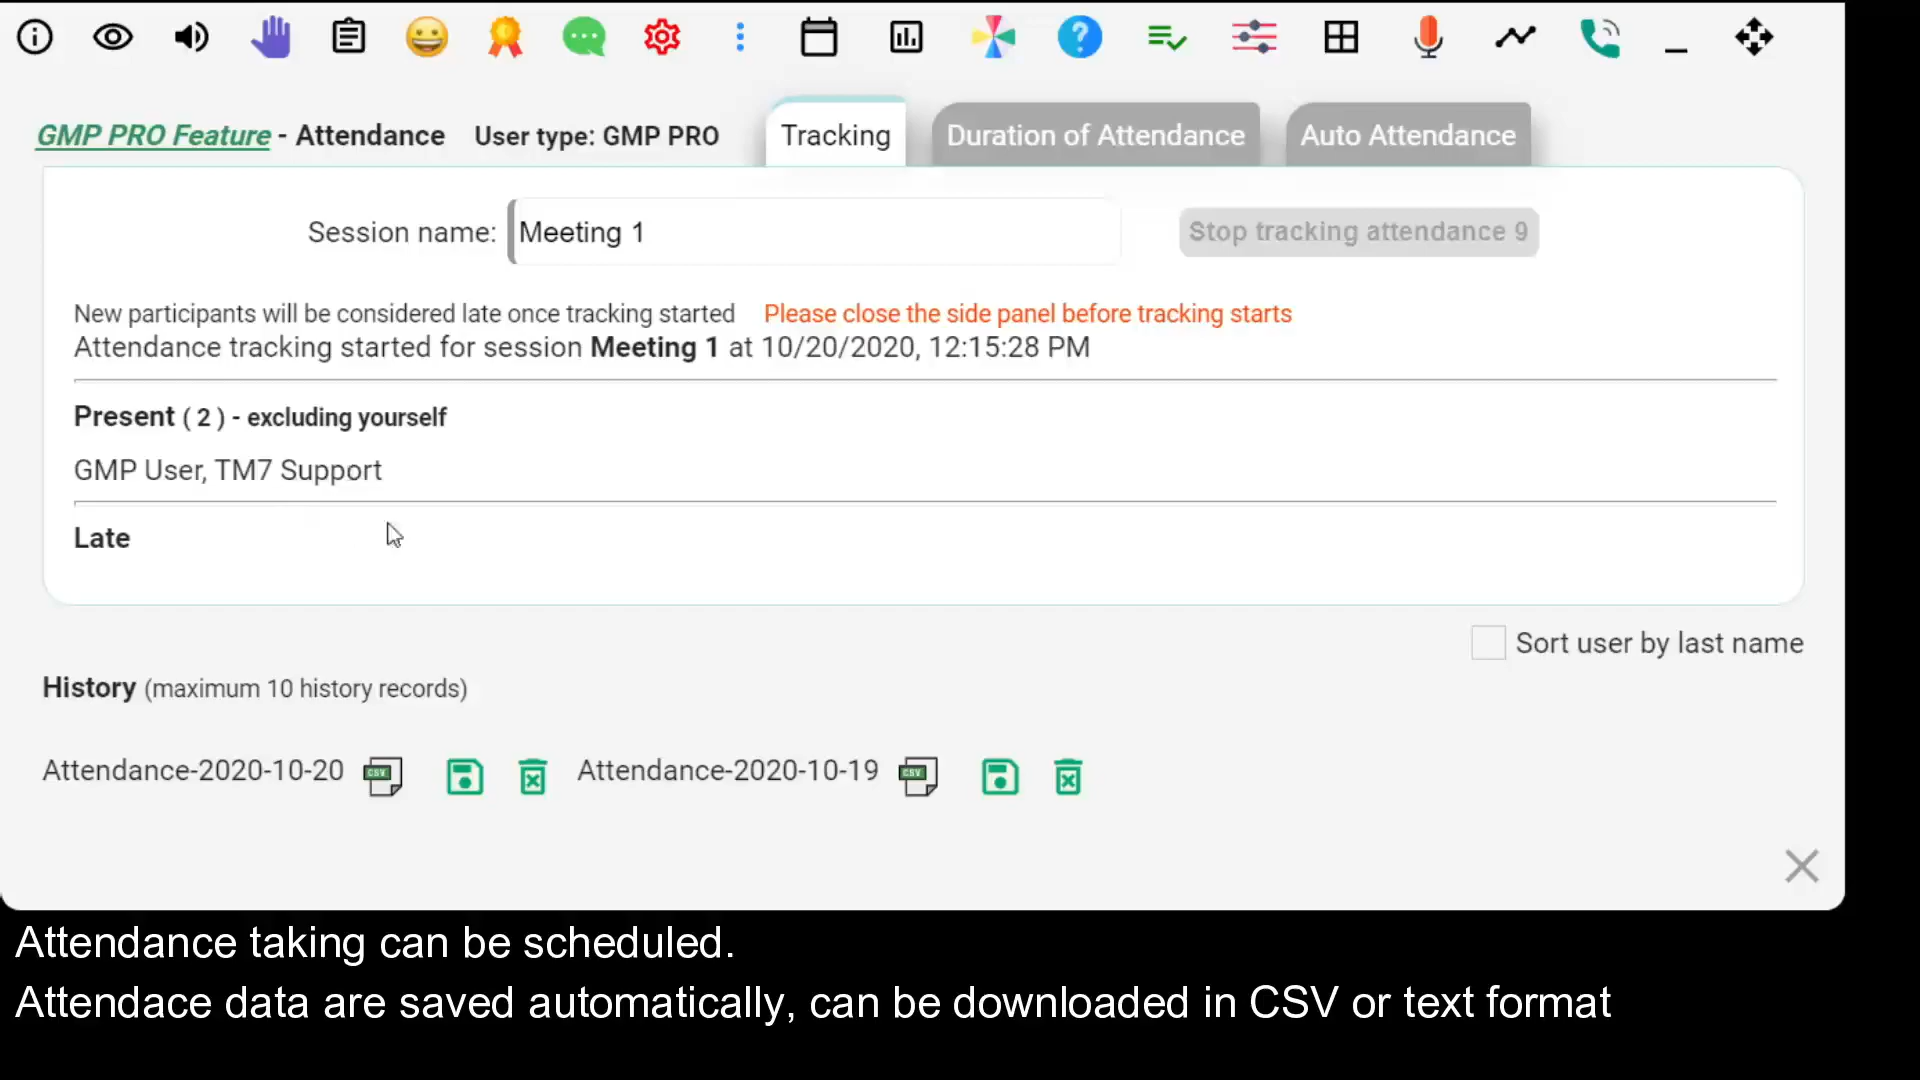 GMP PRO Feature - Attendance User type: GMP PRO Tracking Duration of Attendance Auto Attendance
Session name: Meeting 1 Stop tracking attendance 9
New participants will be considered late once tracking started Please close the side panel before tracking starts
Attendance tracking started for session Meeting 1 at 10/20/2020, 12:15:28 PM
Present ( 2 ) - excluding yourself
GMP User, TM7 Support
Late
Sort user by last name
History (maximum 10 history records)
Attendance-2020-10-20 CSV Attendance-2020-10-19 CSV
Attendance taking can be scheduled.
Attendace data are saved automatically, can be downloaded in CSV or text format